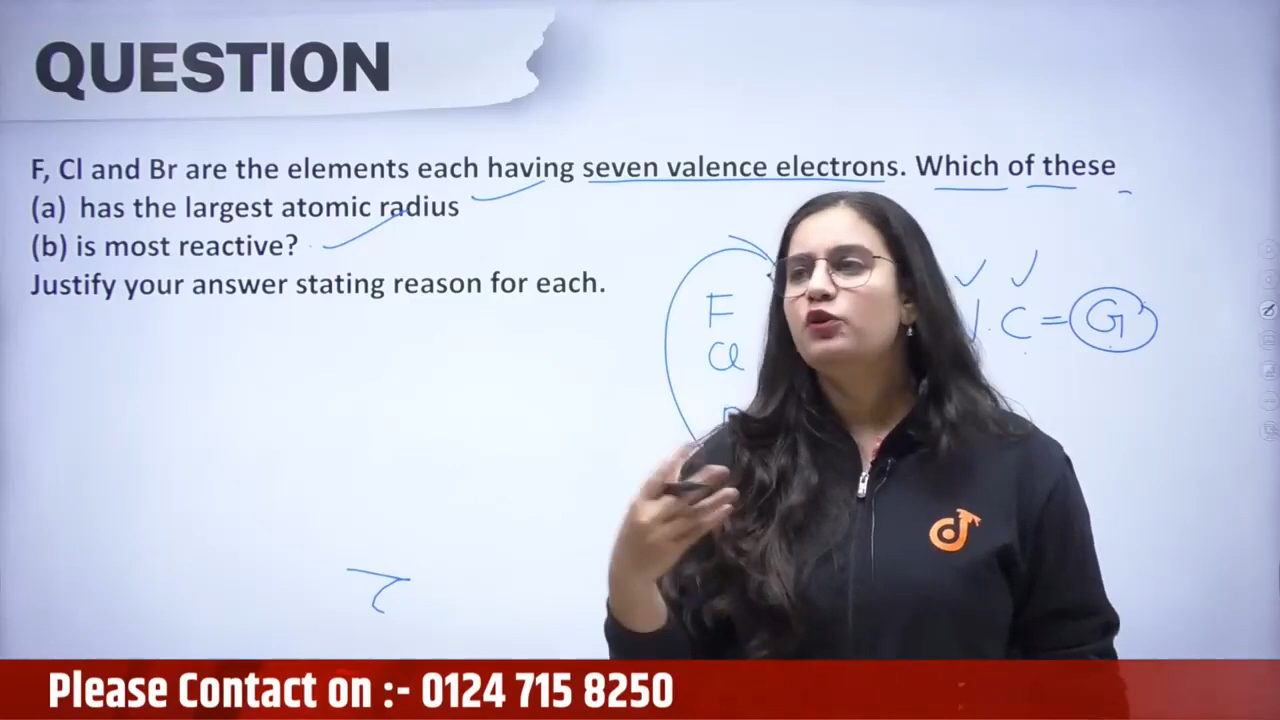 QUESTION
F, Cl and Br are the elements each having seven valence electrons. Which of these
(a) has the largest atomic radius
(b) is most reactive?
Justify your answer stating reason for each.
F
Cl
C = G
Please Contact on :- 0124 715 8250